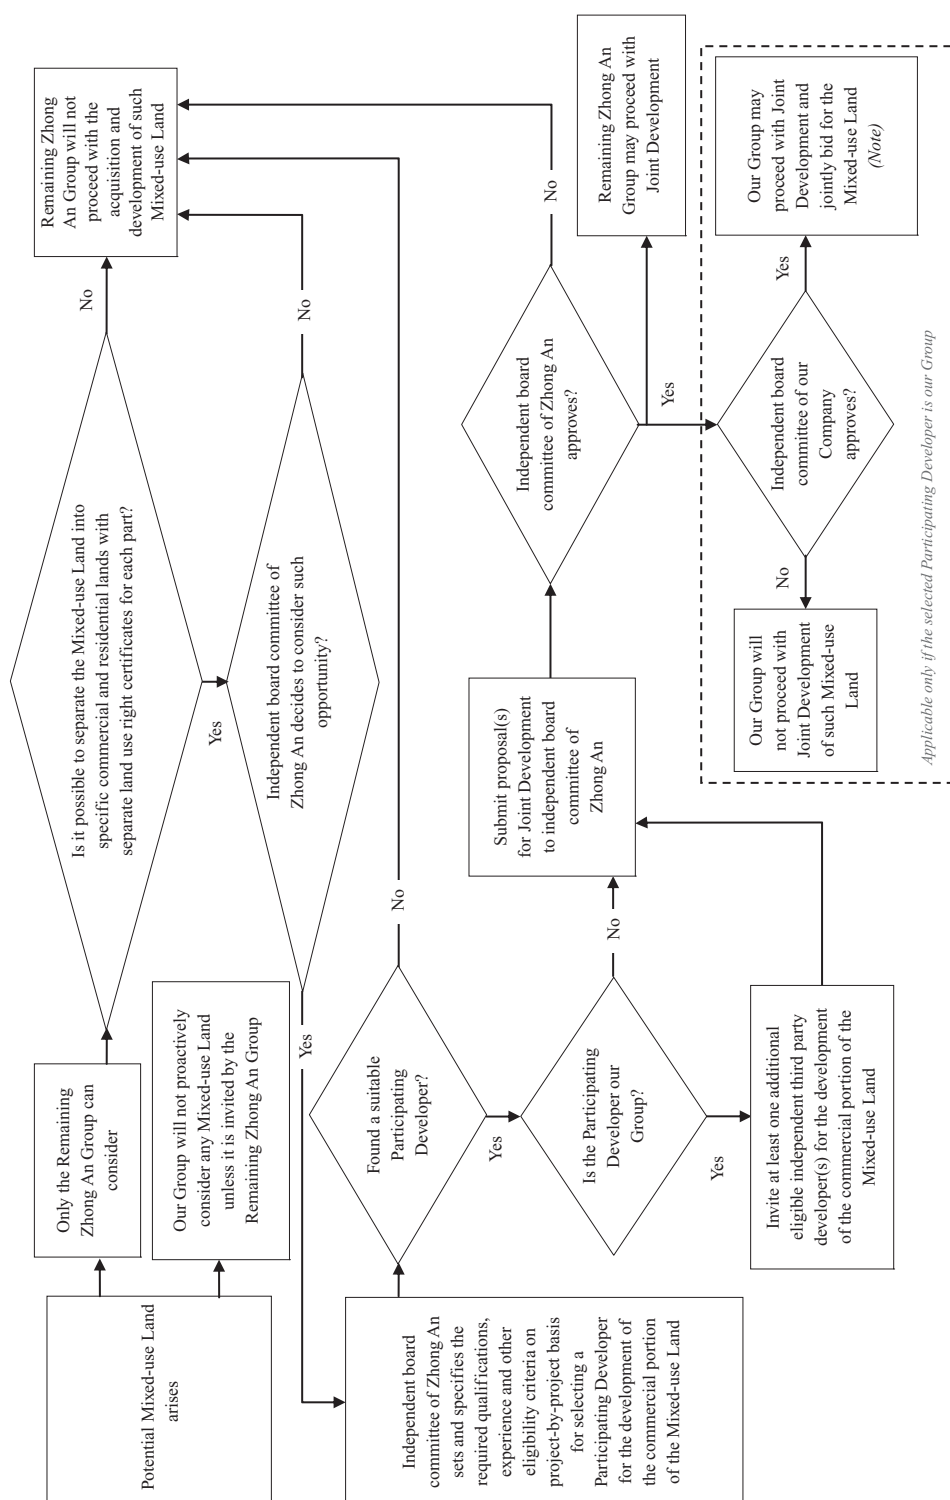 Potential Mixed-use Land
arises
Only the Remaining
Zhong An Group can
consider
Our Group will not proactively
consider any Mixed-use Land
unless it is invited by the
Remaining Zhong An Group
Is it possible to separate the Mixed-use Land into
specific commercial and residential lands with
separate land use right certificates for each part?
No
Remaining Zhong
An Group will not
proceed with the
acquisition and
development of such
Mixed-use Land
Yes
Independent board committee of
Zhong An decides to consider such
opportunity?
No
Yes
Independent board
committee of Zhong An
sets and specifies the
required qualifications,
experience and other
eligibility criteria on
project-by-project basis
for selecting a
Participating Developer
for the development of
the commercial portion
of the Mixed-use Land
Found a suitable
Participating
Developer?
No
Yes
Is the Participating
Developer our
Group?
No
Yes
Invite at least one additional
eligible independent third party
developer(s) for the development
of the commercial portion of the
Mixed-use Land
Submit proposal(s)
for Joint Development
to independent board
committee of
Zhong An
Independent board
committee of Zhong An
approves?
No
Yes
Remaining Zhong An
Group may proceed with
Joint Development
Independent board
committee of our
Company
approves?
No
Our Group will
not proceed with
Joint Development
of such Mixed-use
Land
Yes
Our Group may
proceed with Joint
Development and
jointly bid for the
Mixed-use Land
(Note)
Applicable only if the selected Participating Developer is our Group